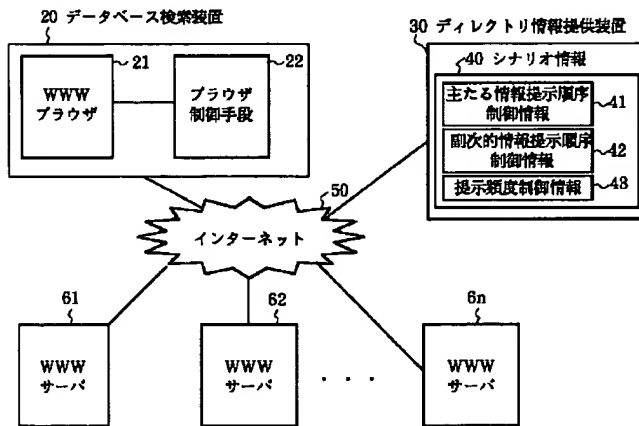 20 データベース検索装置
21
WWW
ブラウザ
22
ブラウザ
制御手段
30 ディレクトリ情報提供装置
40 シナリオ情報
主たる情報提示順序
制御情報
41
副次的情報提示順序
制御情報
42
提示頻度制御情報
43
50
インターネット
61
WWW
サーバ
62
WWW
サーバ
. . .
6n
WWW
サーバ